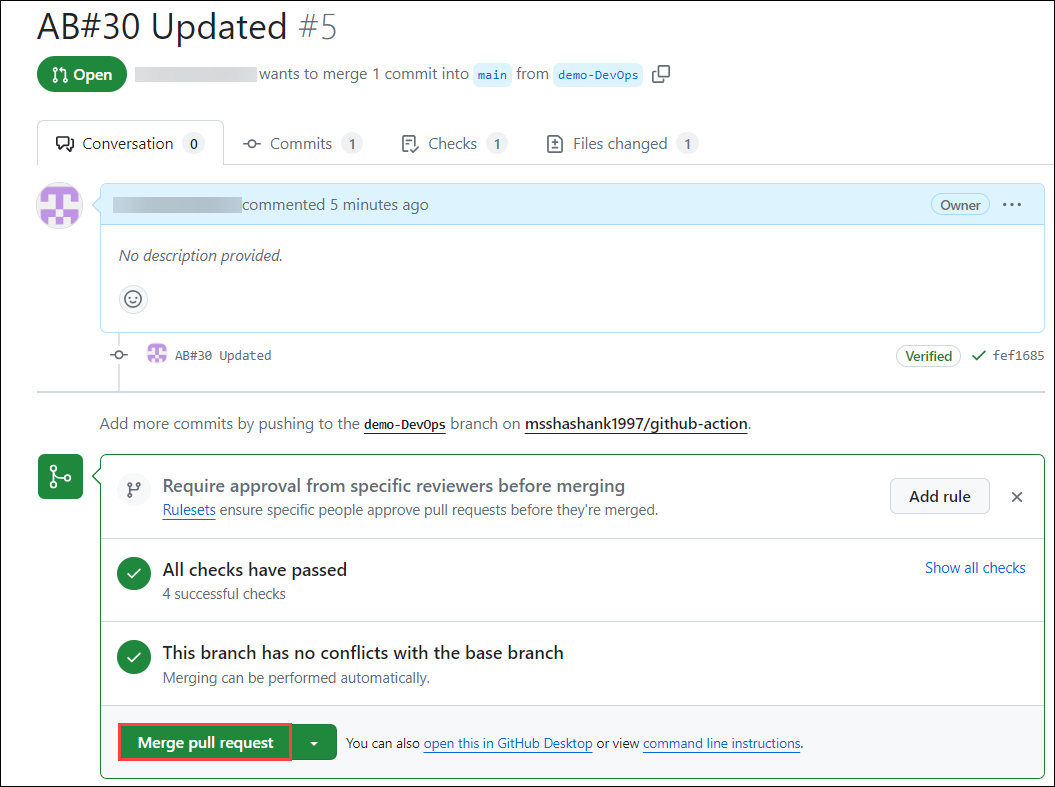 AB#30 Updated #5
Open wants to merge 1 commit into main from demo-DevOps
Conversation 0 Commits 1 Checks 1 Files changed 1
commented 5 minutes ago Owner
No description provided.
AB#30 Updated Verified fef1685
Add more commits by pushing to the demo-DevOps branch on msshashank1997/github-action.
Require approval from specific reviewers before merging
Rulesets ensure specific people approve pull requests before they're merged.
Add rule
All checks have passed
4 successful checks
Show all checks
This branch has no conflicts with the base branch
Merging can be performed automatically.
Merge pull request You can also open this in GitHub Desktop or view command line instructions.